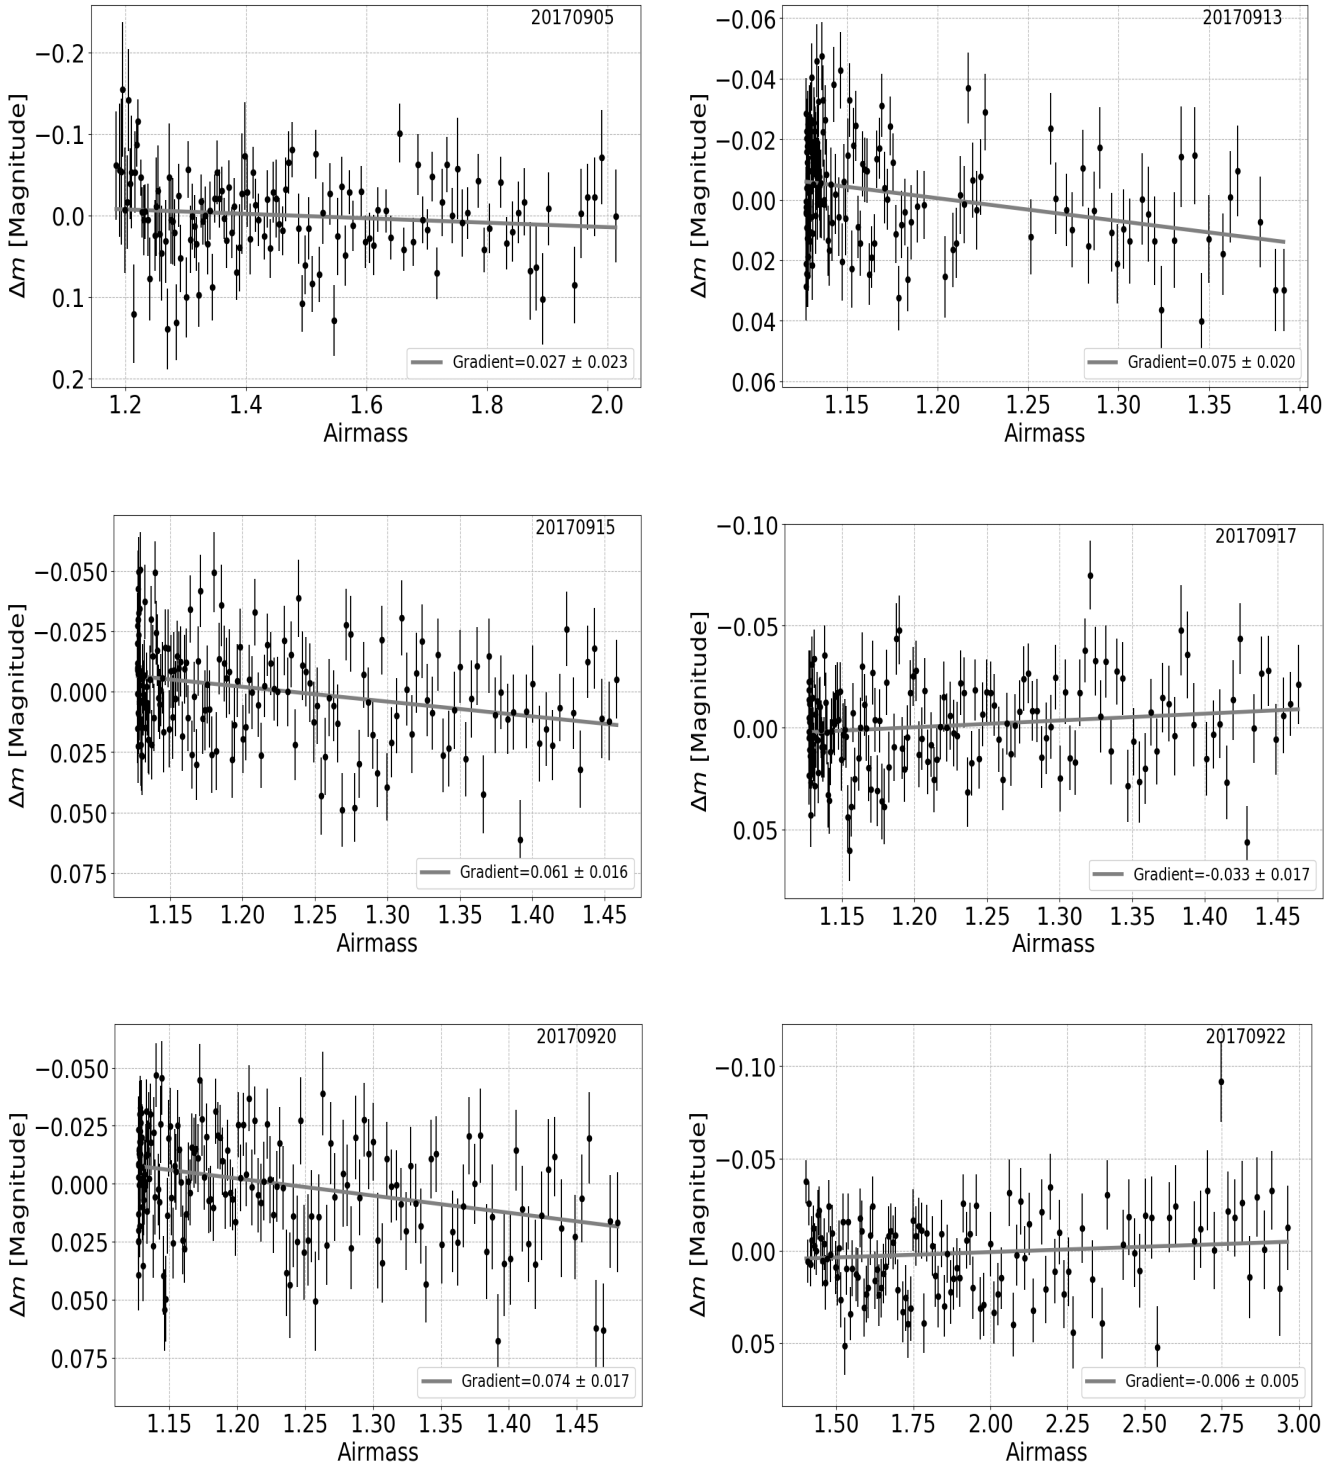 20170905
−0.2
−0.1
0.0
0.1
0.2
Δm [Magnitude]
Gradient=0.027 ± 0.023
1.2 1.4 1.6 1.8 2.0
Airmass
20170913
−0.06
−0.04
−0.02
0.00
0.02
0.04
0.06
Δm [Magnitude]
Gradient=0.075 ± 0.020
1.15 1.20 1.25 1.30 1.35 1.40
Airmass
20170915
−0.050
−0.025
0.000
0.025
0.050
0.075
Δm [Magnitude]
Gradient=0.061 ± 0.016
1.15 1.20 1.25 1.30 1.35 1.40 1.45
Airmass
20170917
−0.10
−0.05
0.00
0.05
Δm [Magnitude]
Gradient=-0.033 ± 0.017
1.15 1.20 1.25 1.30 1.35 1.40 1.45
Airmass
20170920
−0.050
−0.025
0.000
0.025
0.050
0.075
Δm [Magnitude]
Gradient=0.074 ± 0.017
1.15 1.20 1.25 1.30 1.35 1.40 1.45
Airmass
20170922
−0.10
−0.05
0.00
0.05
Δm [Magnitude]
Gradient=-0.006 ± 0.005
1.50 1.75 2.00 2.25 2.50 2.75 3.00
Airmass